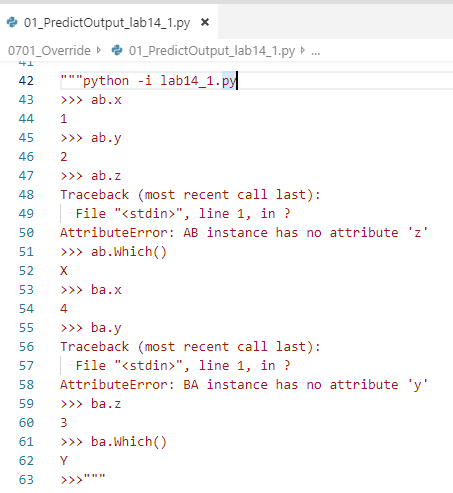 01_PredictOutput_lab14_1.py ×
0701_Override > 01_PredictOutput_lab14_1.py > ...
41
42 """python -i lab14_1.py
43 >>> ab.x
44 1
45 >>> ab.y
46 2
47 >>> ab.z
48 Traceback (most recent call last):
49 File "<stdin>", line 1, in ?
50 AttributeError: AB instance has no attribute 'z'
51 >>> ab.Which()
52 X
53 >>> ba.x
54 4
55 >>> ba.y
56 Traceback (most recent call last):
57 File "<stdin>", line 1, in ?
58 AttributeError: BA instance has no attribute 'y'
59 >>> ba.z
60 3
61 >>> ba.Which()
62 Y
63 >>>"""